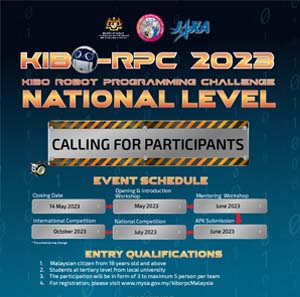 JAXA
KIBO-RPC 2023
KIBO ROBOT PROGRAMMING CHALLENGE
NATIONAL LEVEL
CALLING FOR PARTICIPANTS
EVENT SCHEDULE
Closing Date
14 May 2023
Opening & Introduction
Workshop
May 2023
Mentoring Workshop
June 2023
International Competition
October 2023
National Competition
July 2023
APK Submission
June 2023
ENTRY QUALIFICATIONS
1. Malaysian citizen from 18 years old and above
2. Students at tertiary level from local university
3. The participation will be in form of 3 to maximum 5 person per team
4. For registration, please visit www.mysa.gov.my/kiborpcMalaysia